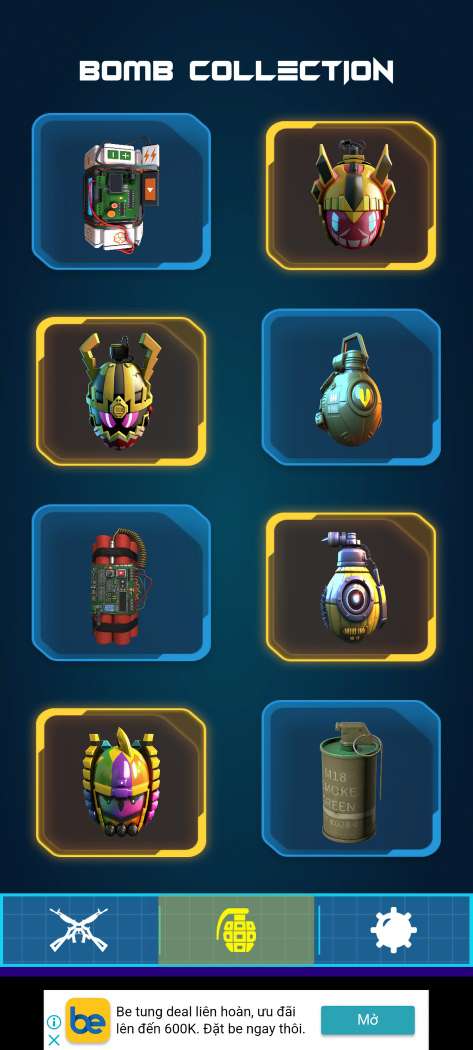 BOMB COLLECTION
M18
SMOKE
GREEN
be
Be tung deal liên hoàn, ưu đãi
lên đến 600K. Đặt be ngay thôi.
Mở